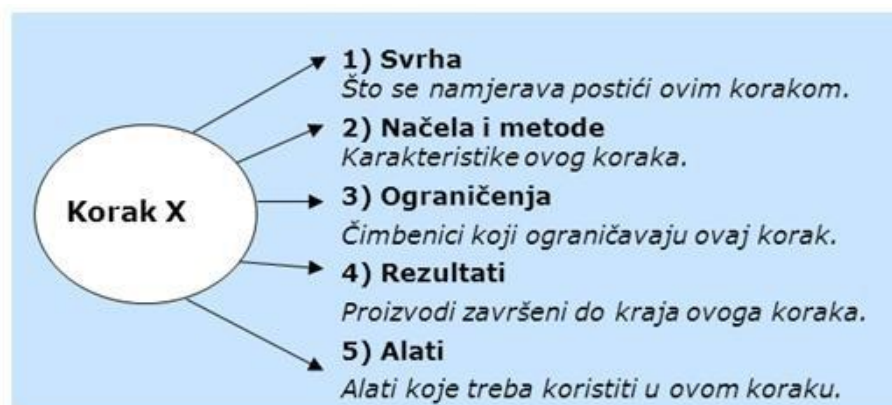 Korak X
1) Svrha
Što se namjerava postići ovim korakom.
2) Načela i metode
Karakteristike ovog koraka.
3) Ograničenja
Čimbenici koji ograničavaju ovaj korak.
4) Rezultati
Proizvodi završeni do kraja ovoga koraka.
5) Alati
Alati koje treba koristiti u ovom koraku.